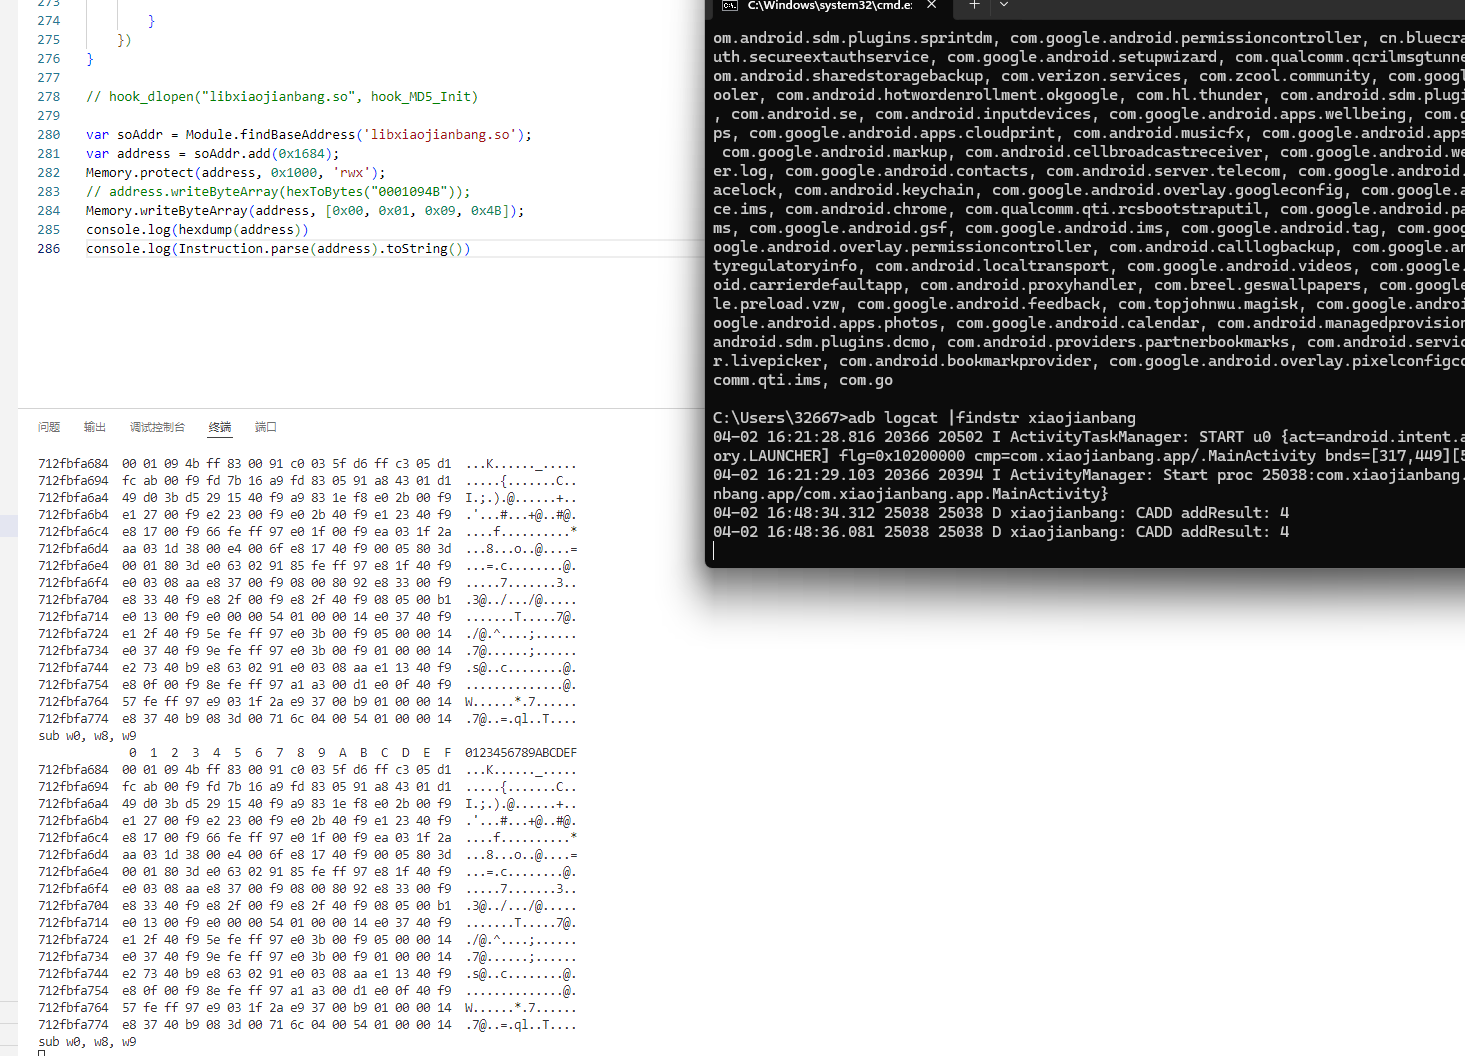 273
274 }
275 })
276 }
277
278 // hook_dlopen("libxiaojianbang.so", hook_MD5_Init)
279
280 var soAddr = Module.findBaseAddress('libxiaojianbang.so');
281 var address = soAddr.add(0x1684);
282 Memory.protect(address, 0x1000, 'rwx');
283 // address.writeByteArray(hexToBytes("0001094B"));
284 Memory.writeByteArray(address, [0x00, 0x01, 0x09, 0x4B]);
285 console.log(hexdump(address))
286 console.log(Instruction.parse(address).toString())
问题 输出 调试控制台 终端 端口
712fbfa684 00 01 09 4b ff 83 00 91 c0 03 5f d6 ff c3 05 d1 ...K......_.....
712fbfa694 fc ab 00 f9 fd 7b 16 a9 fd 83 05 91 a8 43 01 d1 .....{.......C..
712fbfa6a4 49 d0 3b d5 29 15 40 f9 a9 83 1e f8 e0 2b 00 f9 I.;.).@......+..
712fbfa6b4 e1 27 00 f9 e2 23 00 f9 e0 2b 40 f9 e1 23 40 f9 .'...#...+@..#@.
712fbfa6c4 e8 17 00 f9 66 fe ff 97 e0 1f 00 f9 ea 03 1f 2a ....f..........*
712fbfa6d4 aa 03 1d 38 00 e4 00 6f e8 17 40 f9 00 05 80 3d ...8...o..@....=
712fbfa6e4 00 01 80 3d e0 63 02 91 85 fe ff 97 e8 1f 40 f9 ...=.c........@.
712fbfa6f4 e0 03 08 aa e8 37 00 f9 08 00 80 92 e8 33 00 f9 .....7.......3..
712fbfa704 e8 33 40 f9 e8 2f 00 f9 e8 2f 40 f9 08 05 00 b1 .3@../.../@.....
712fbfa714 e0 13 00 f9 e0 00 00 54 01 00 00 14 e0 37 40 f9 .......T.....7@.
712fbfa724 e1 2f 40 f9 5e fe ff 97 e0 3b 00 f9 05 00 00 14 ./@.^....;......
712fbfa734 e0 37 40 f9 9e fe ff 97 e0 3b 00 f9 01 00 00 14 .7@......;......
712fbfa744 e2 73 40 b9 e8 63 02 91 e0 03 08 aa e1 13 40 f9 .s@..c........@.
712fbfa754 e8 0f 00 f9 8e fe ff 97 a1 a3 00 d1 e0 0f 40 f9 ..............@.
712fbfa764 57 fe ff 97 e9 03 1f 2a e9 37 00 b9 01 00 00 14 W......*.7......
712fbfa774 e8 37 40 b9 08 3d 00 71 6c 04 00 54 01 00 00 14 .7@..=.ql..T....
sub w0, w8, w9
0 1 2 3 4 5 6 7 8 9 A B C D E F 0123456789ABCDEF
712fbfa684 00 01 09 4b ff 83 00 91 c0 03 5f d6 ff c3 05 d1 ...K......_.....
712fbfa694 fc ab 00 f9 fd 7b 16 a9 fd 83 05 91 a8 43 01 d1 .....{.......C..
712fbfa6a4 49 d0 3b d5 29 15 40 f9 a9 83 1e f8 e0 2b 00 f9 I.;.).@......+..
712fbfa6b4 e1 27 00 f9 e2 23 00 f9 e0 2b 40 f9 e1 23 40 f9 .'...#...+@..#@.
712fbfa6c4 e8 17 00 f9 66 fe ff 97 e0 1f 00 f9 ea 03 1f 2a ....f..........*
712fbfa6d4 aa 03 1d 38 00 e4 00 6f e8 17 40 f9 00 05 80 3d ...8...o..@....=
712fbfa6e4 00 01 80 3d e0 63 02 91 85 fe ff 97 e8 1f 40 f9 ...=.c........@.
712fbfa6f4 e0 03 08 aa e8 37 00 f9 08 00 80 92 e8 33 00 f9 .....7.......3..
712fbfa704 e8 33 40 f9 e8 2f 00 f9 e8 2f 40 f9 08 05 00 b1 .3@../.../@.....
712fbfa714 e0 13 00 f9 e0 00 00 54 01 00 00 14 e0 37 40 f9 .......T.....7@.
712fbfa724 e1 2f 40 f9 5e fe ff 97 e0 3b 00 f9 05 00 00 14 ./@.^....;......
712fbfa734 e0 37 40 f9 9e fe ff 97 e0 3b 00 f9 01 00 00 14 .7@......;......
712fbfa744 e2 73 40 b9 e8 63 02 91 e0 03 08 aa e1 13 40 f9 .s@..c........@.
712fbfa754 e8 0f 00 f9 8e fe ff 97 a1 a3 00 d1 e0 0f 40 f9 ..............@.
712fbfa764 57 fe ff 97 e9 03 1f 2a e9 37 00 b9 01 00 00 14 W......*.7......
712fbfa774 e8 37 40 b9 08 3d 00 71 6c 04 00 54 01 00 00 14 .7@..=.ql..T....
sub w0, w8, w9
C:\Windows\system32\cmd.e:
om.android.sdm.plugins.sprintdm, com.google.android.permissioncontroller, cn.bluecra
uth.secureextauthservice, com.google.android.setupwizard, com.qualcomm.qcrilmsgtunne
om.android.sharedstoragebackup, com.verizon.services, com.zcool.community, com.googl
ooler, com.android.hotwordenrollment.okgoogle, com.hl.thunder, com.android.sdm.plugi
, com.android.se, com.android.inputdevices, com.google.android.apps.wellbeing, com.g
ps, com.google.android.apps.cloudprint, com.android.musicfx, com.google.android.apps
com.google.android.markup, com.android.cellbroadcastreceiver, com.google.android.we
er.log, com.google.android.contacts, com.android.server.telecom, com.google.android.
acelock, com.android.keychain, com.google.android.overlay.googleconfig, com.google.a
ce.ims, com.android.chrome, com.qualcomm.qti.rcsbootstraputil, com.google.android.pa
ms, com.google.android.gsf, com.google.android.ims, com.google.android.tag, com.goog
oogle.android.overlay.permissioncontroller, com.android.calllogbackup, com.google.an
tyregulatoryinfo, com.android.localtransport, com.google.android.videos, com.google.
oid.carrierdefaultapp, com.android.proxyhandler, com.breel.geswallpapers, com.google
le.preload.vzw, com.google.android.feedback, com.topjohnwu.magisk, com.google.androi
oogle.android.apps.photos, com.google.android.calendar, com.android.managedprovision
android.sdm.plugins.dcmo, com.android.providers.partnerbookmarks, com.android.servic
r.livepicker, com.android.bookmarkprovider, com.google.android.overlay.pixelconfigco
comm.qti.ims, com.go
C:\Users\32667>adb logcat |findstr xiaojianbang
04-02 16:21:28.816 20366 20502 I ActivityTaskManager: START u0 {act=android.intent.a
ory.LAUNCHER] flg=0x10200000 cmp=com.xiaojianbang.app/.MainActivity bnds=[317,449][5
04-02 16:21:29.103 20366 20394 I ActivityManager: Start proc 25038:com.xiaojianbang.
nbang.app/com.xiaojianbang.app.MainActivity}
04-02 16:48:34.312 25038 25038 D xiaojianbang: CADD addResult: 4
04-02 16:48:36.081 25038 25038 D xiaojianbang: CADD addResult: 4